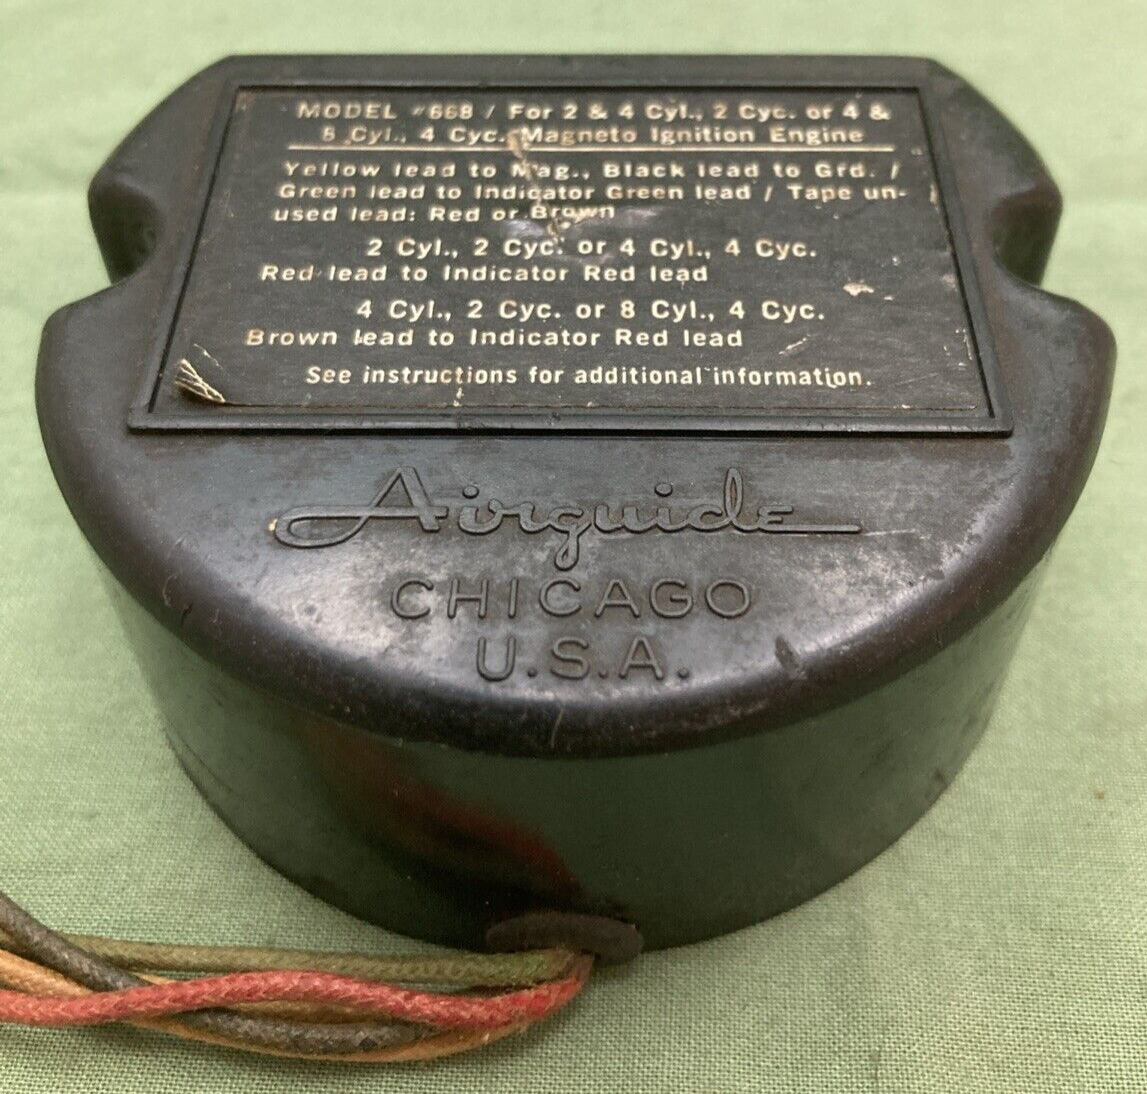 MODEL #668 / For 2 & 4 Cyl., 2 Cyc. or 4 &
8 Cyl., 4 Cyc. Magneto Ignition Engine
Yellow lead to Mag., Black lead to Grd. /
Green lead to Indicator Green lead / Tape un-
used lead: Red or Brown
2 Cyl., 2 Cyc. or 4 Cyl., 4 Cyc.
Red lead to Indicator Red lead
4 Cyl., 2 Cyc. or 8 Cyl., 4 Cyc.
Brown lead to Indicator Red lead
See instructions for additional information.
Airguide
CHICAGO
U.S.A.